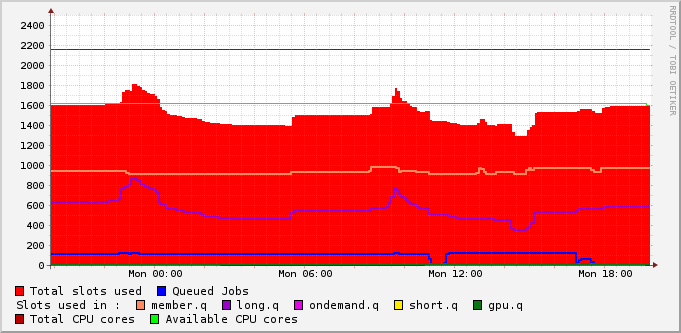 RRDTOOL / TOBI OETIKER
2400
2200
2000
1800
1600
1400
1200
1000
800
600
400
200
0
Mon 00:00 Mon 06:00 Mon 12:00 Mon 18:00
Total slots used Queued Jobs
Slots used in : member.q long.q ondemand.q short.q gpu.q
Total CPU cores Available CPU cores